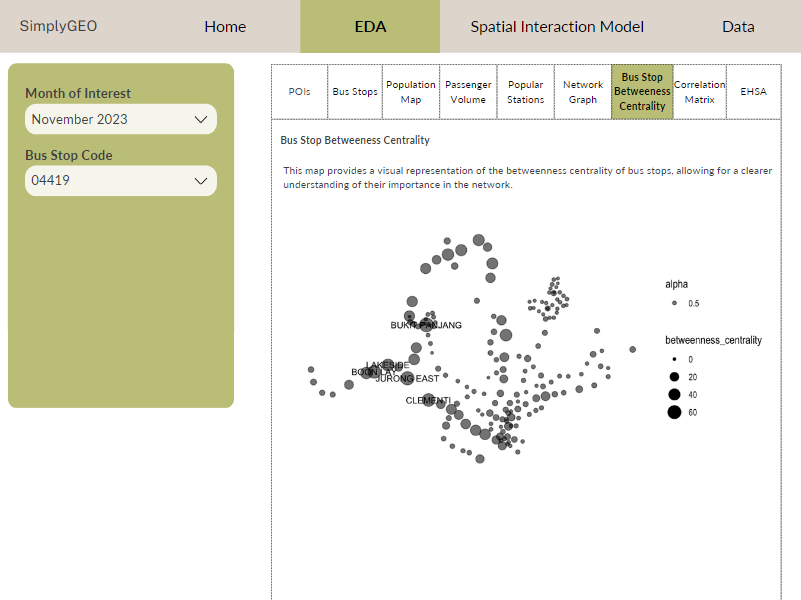 SimplyGEO
Home
EDA
Spatial Interaction Model
Data
Month of Interest
November 2023
Bus Stop Code
04419
POIs
Bus Stops
Population
Map
Passenger
Volume
Popular
Stations
Network
Graph
Bus Stop
Betweeness
Centrality
Correlation
Matrix
EHSA
Bus Stop Betweeness Centrality
This map provides a visual representation of the betweenness centrality of bus stops, allowing for a clearer
understanding of their importance in the network.
BUKIT PANJANG
LAKESIDE
BOON LAY
JURONG EAST
CLEMENTI
alpha
0.5
betweenness_centrality
0
20
40
60